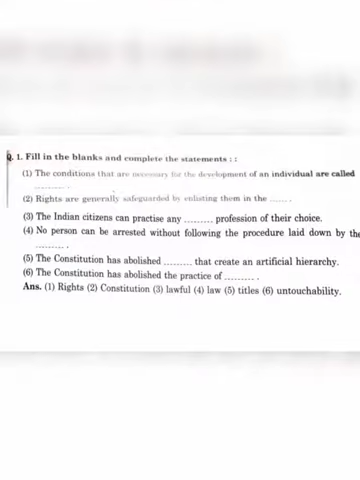 Q. 1. Fill in the blanks and complete the statements : :
(1) The conditions that are necessary for the development of an individual are called
.......... .
(2) Rights are generally safeguarded by enlisting them in the ...... .
(3) The Indian citizens can practise any ......... profession of their choice.
(4) No person can be arrested without following the procedure laid down by the
.......... .
(5) The Constitution has abolished ......... that create an artificial hierarchy.
(6) The Constitution has abolished the practice of ......... .
Ans. (1) Rights (2) Constitution (3) lawful (4) law (5) titles (6) untouchability.